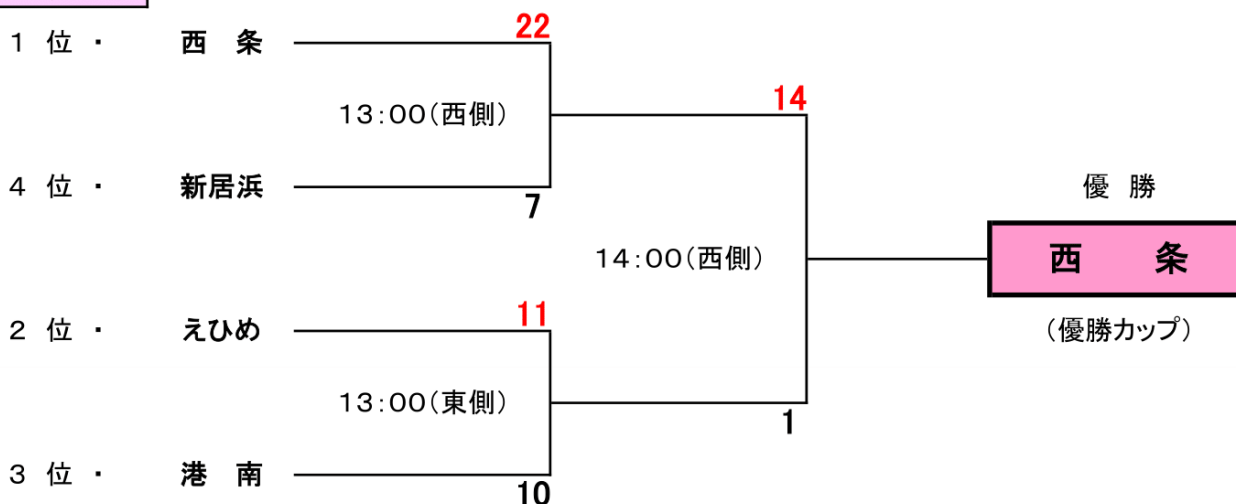 22
1 位 ・ 西 条
14
13:00(西側)
4 位 ・ 新居浜
7
優 勝
14:00(西側)
西 条
11
2 位 ・ えひめ
(優勝カップ)
13:00(東側)
1
3 位 ・ 港 南
10